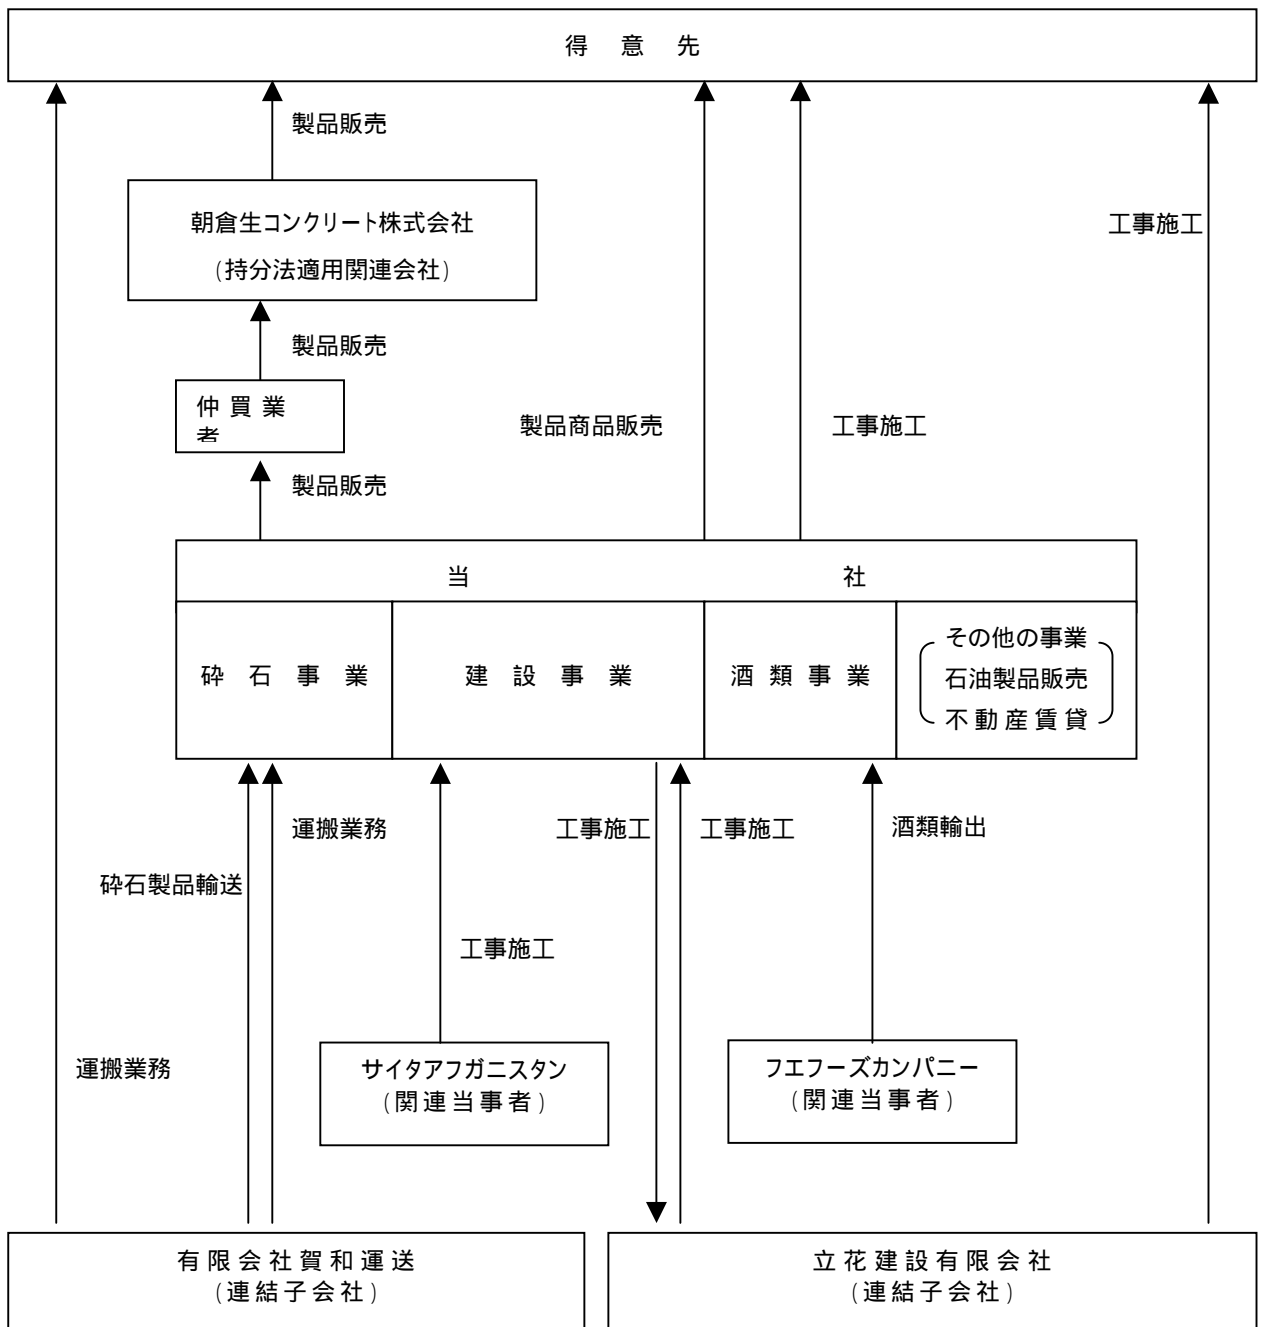 得 意 先
製品販売
朝倉生コンクリート株式会社
(持分法適用関連会社)
工事施工
製品販売
仲 買 業
者
製品商品販売
工事施工
製品販売
当 社
砕 石 事 業
建 設 事 業
酒 類 事 業
その他の事業
石油製品販売
不 動 産 賃 貸
運搬業務
工事施工
工事施工
酒類輸出
砕石製品輸送
工事施工
運搬業務
サイタアフガニスタン
(関連当事者)
フエフーズカンパニー
(関連当事者)
有限会社賀和運送
(連結子会社)
立花建設有限会社
(連結子会社)